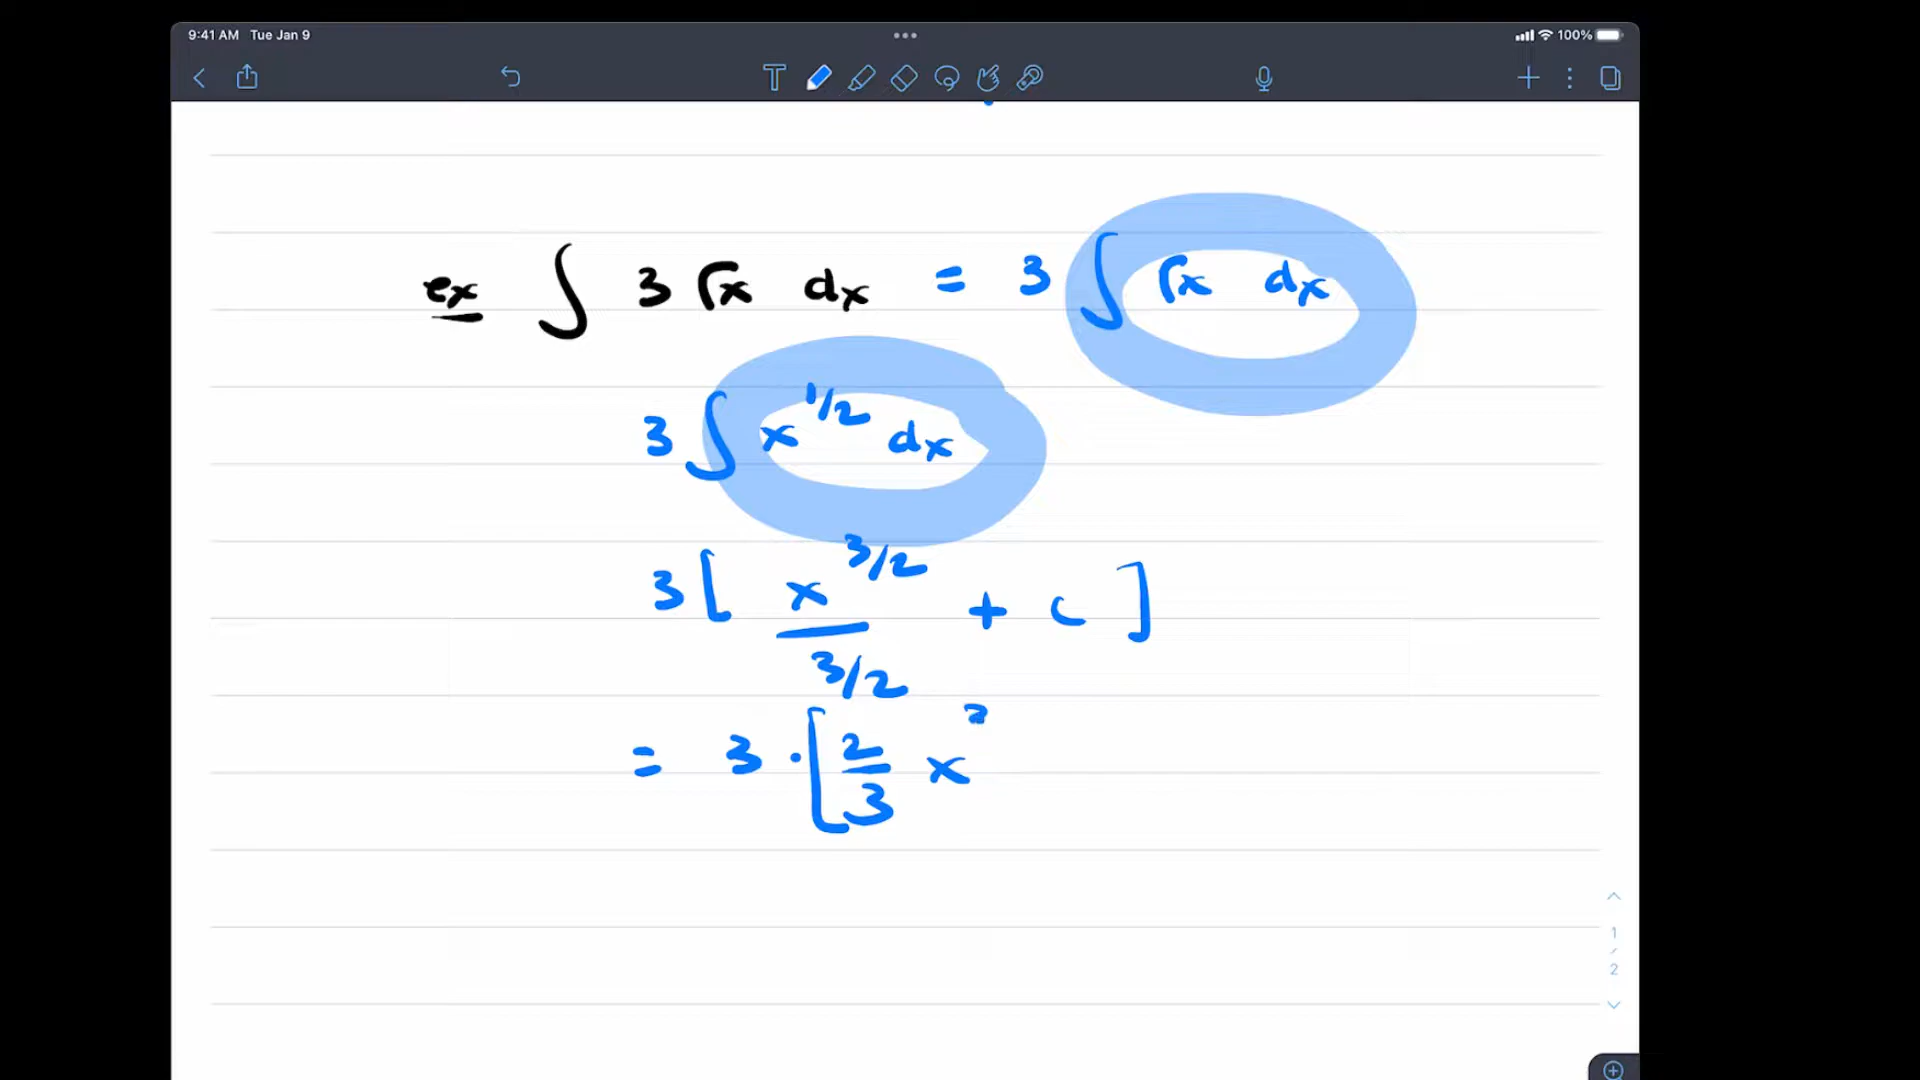 9:41 AM Tue Jan 9 100%
ex ∫ 3 √x dx = 3 ∫ √x dx
3 ∫ x^1/2 dx
3 [ x^3/2 / 3/2 + c ]
= 3 · [ 2/3 x
1
/
2